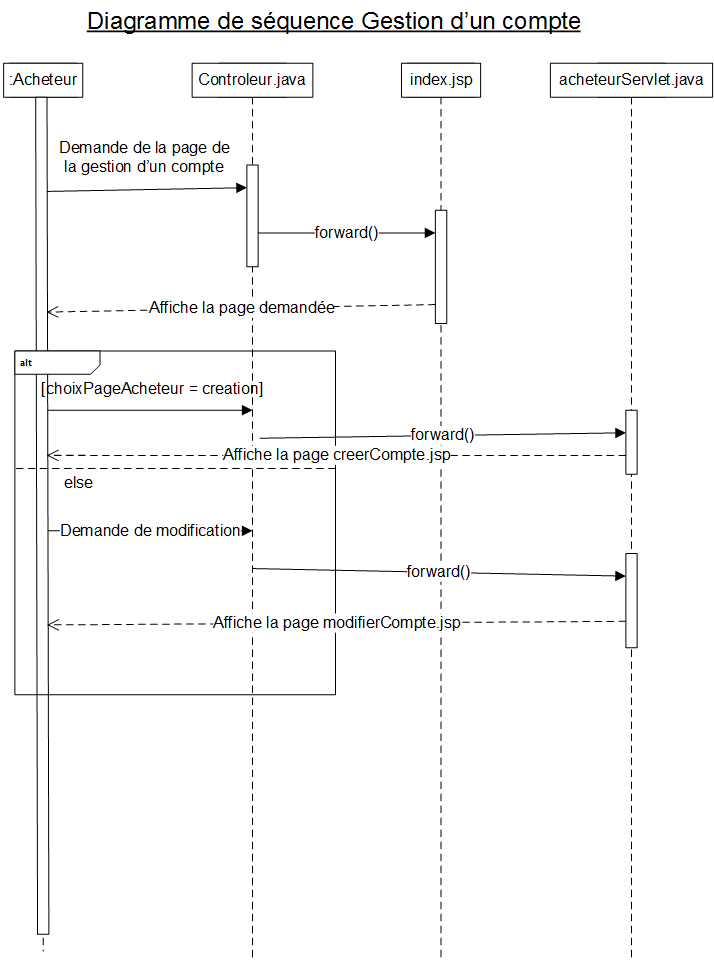 Diagramme de séquence Gestion d'un compte
:Acheteur
Controleur.java
index.jsp
acheteurServlet.java
Demande de la page de
la gestion d'un compte
forward()
Affiche la page demandée
alt
[choixPageAcheteur = creation]
forward()
Affiche la page creerCompte.jsp
else
Demande de modification
forward()
Affiche la page modifierCompte.jsp